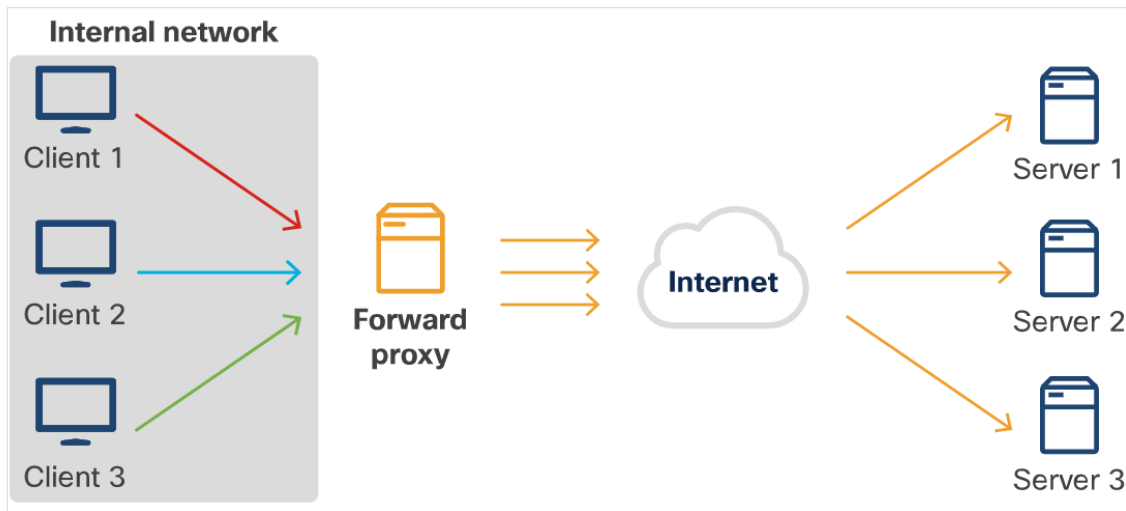 Internal network
Client 1
Client 2
Client 3
Forward
proxy
Internet
Server 1
Server 2
Server 3